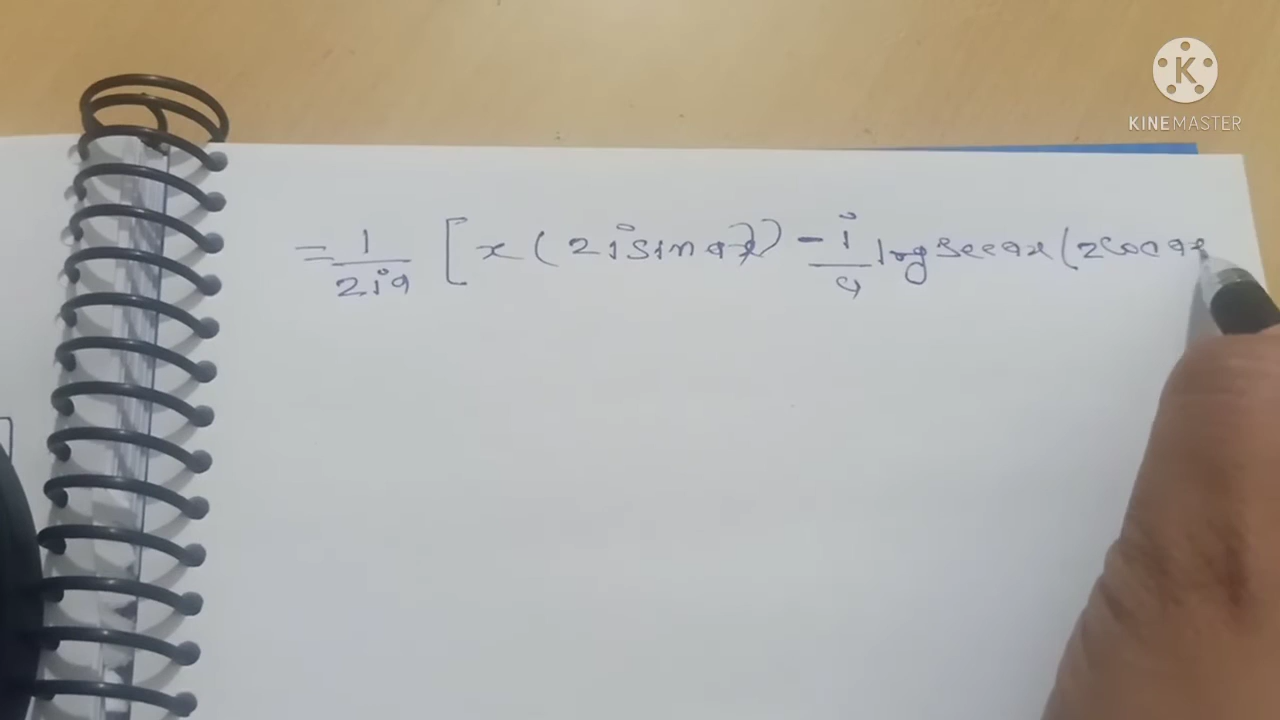 K
KINEMASTER
= 1/2ia [ x ( 2i sin ax ) - i/a log sec ax ( 2 cos ax